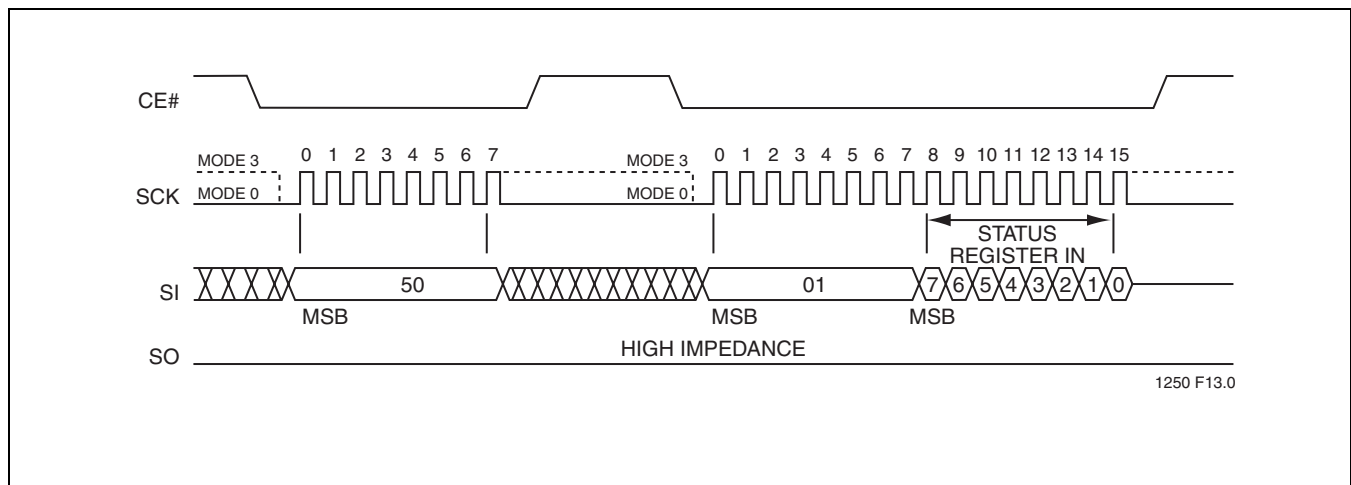 CE#
MODE 3 0 1 2 3 4 5 6 7 MODE 3 0 1 2 3 4 5 6 7 8 9 10 11 12 13 14 15
SCK MODE 0 MODE 0
STATUS
REGISTER IN
SI 50 01 7 6 5 4 3 2 1 0
MSB MSB MSB
SO HIGH IMPEDANCE
1250 F13.0